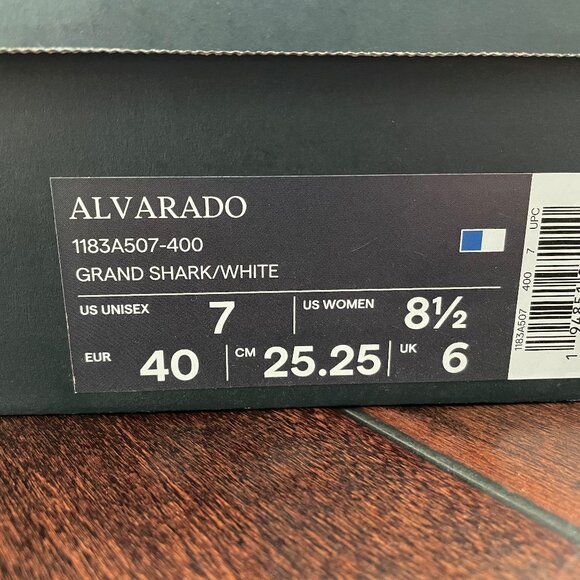 ALVARADO
1183A507-400
GRAND SHARK/WHITE
US UNISEX 7 US WOMEN 8½
EUR 40 CM 25.25 UK 6
1183A507 400 7 UPC